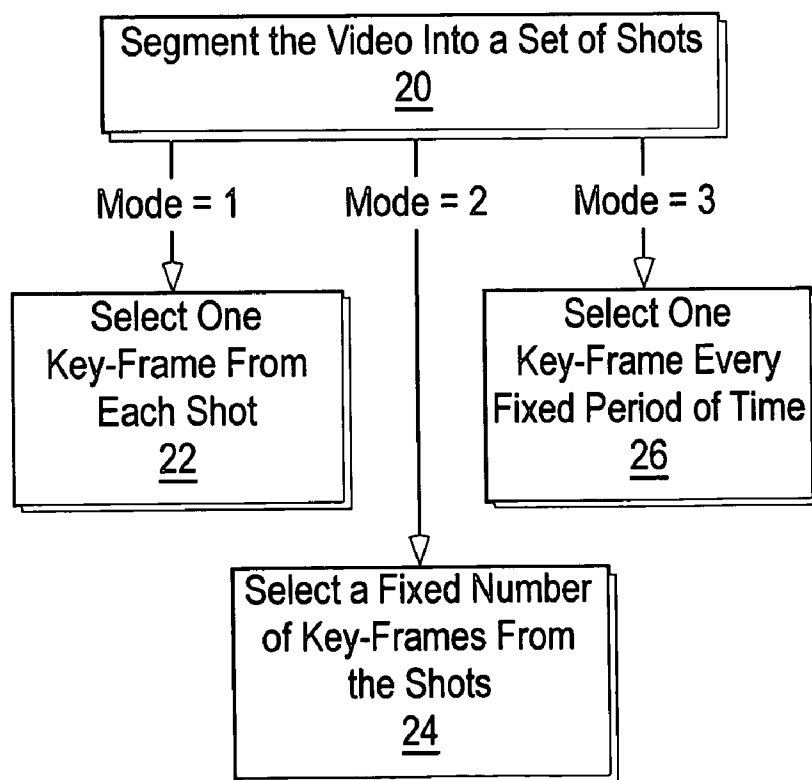 Segment the Video Into a Set of Shots
20
Mode = 1
Mode = 2
Mode = 3
Select One
Key-Frame From
Each Shot
22
Select One
Key-Frame Every
Fixed Period of Time
26
Select a Fixed Number
of Key-Frames From
the Shots
24